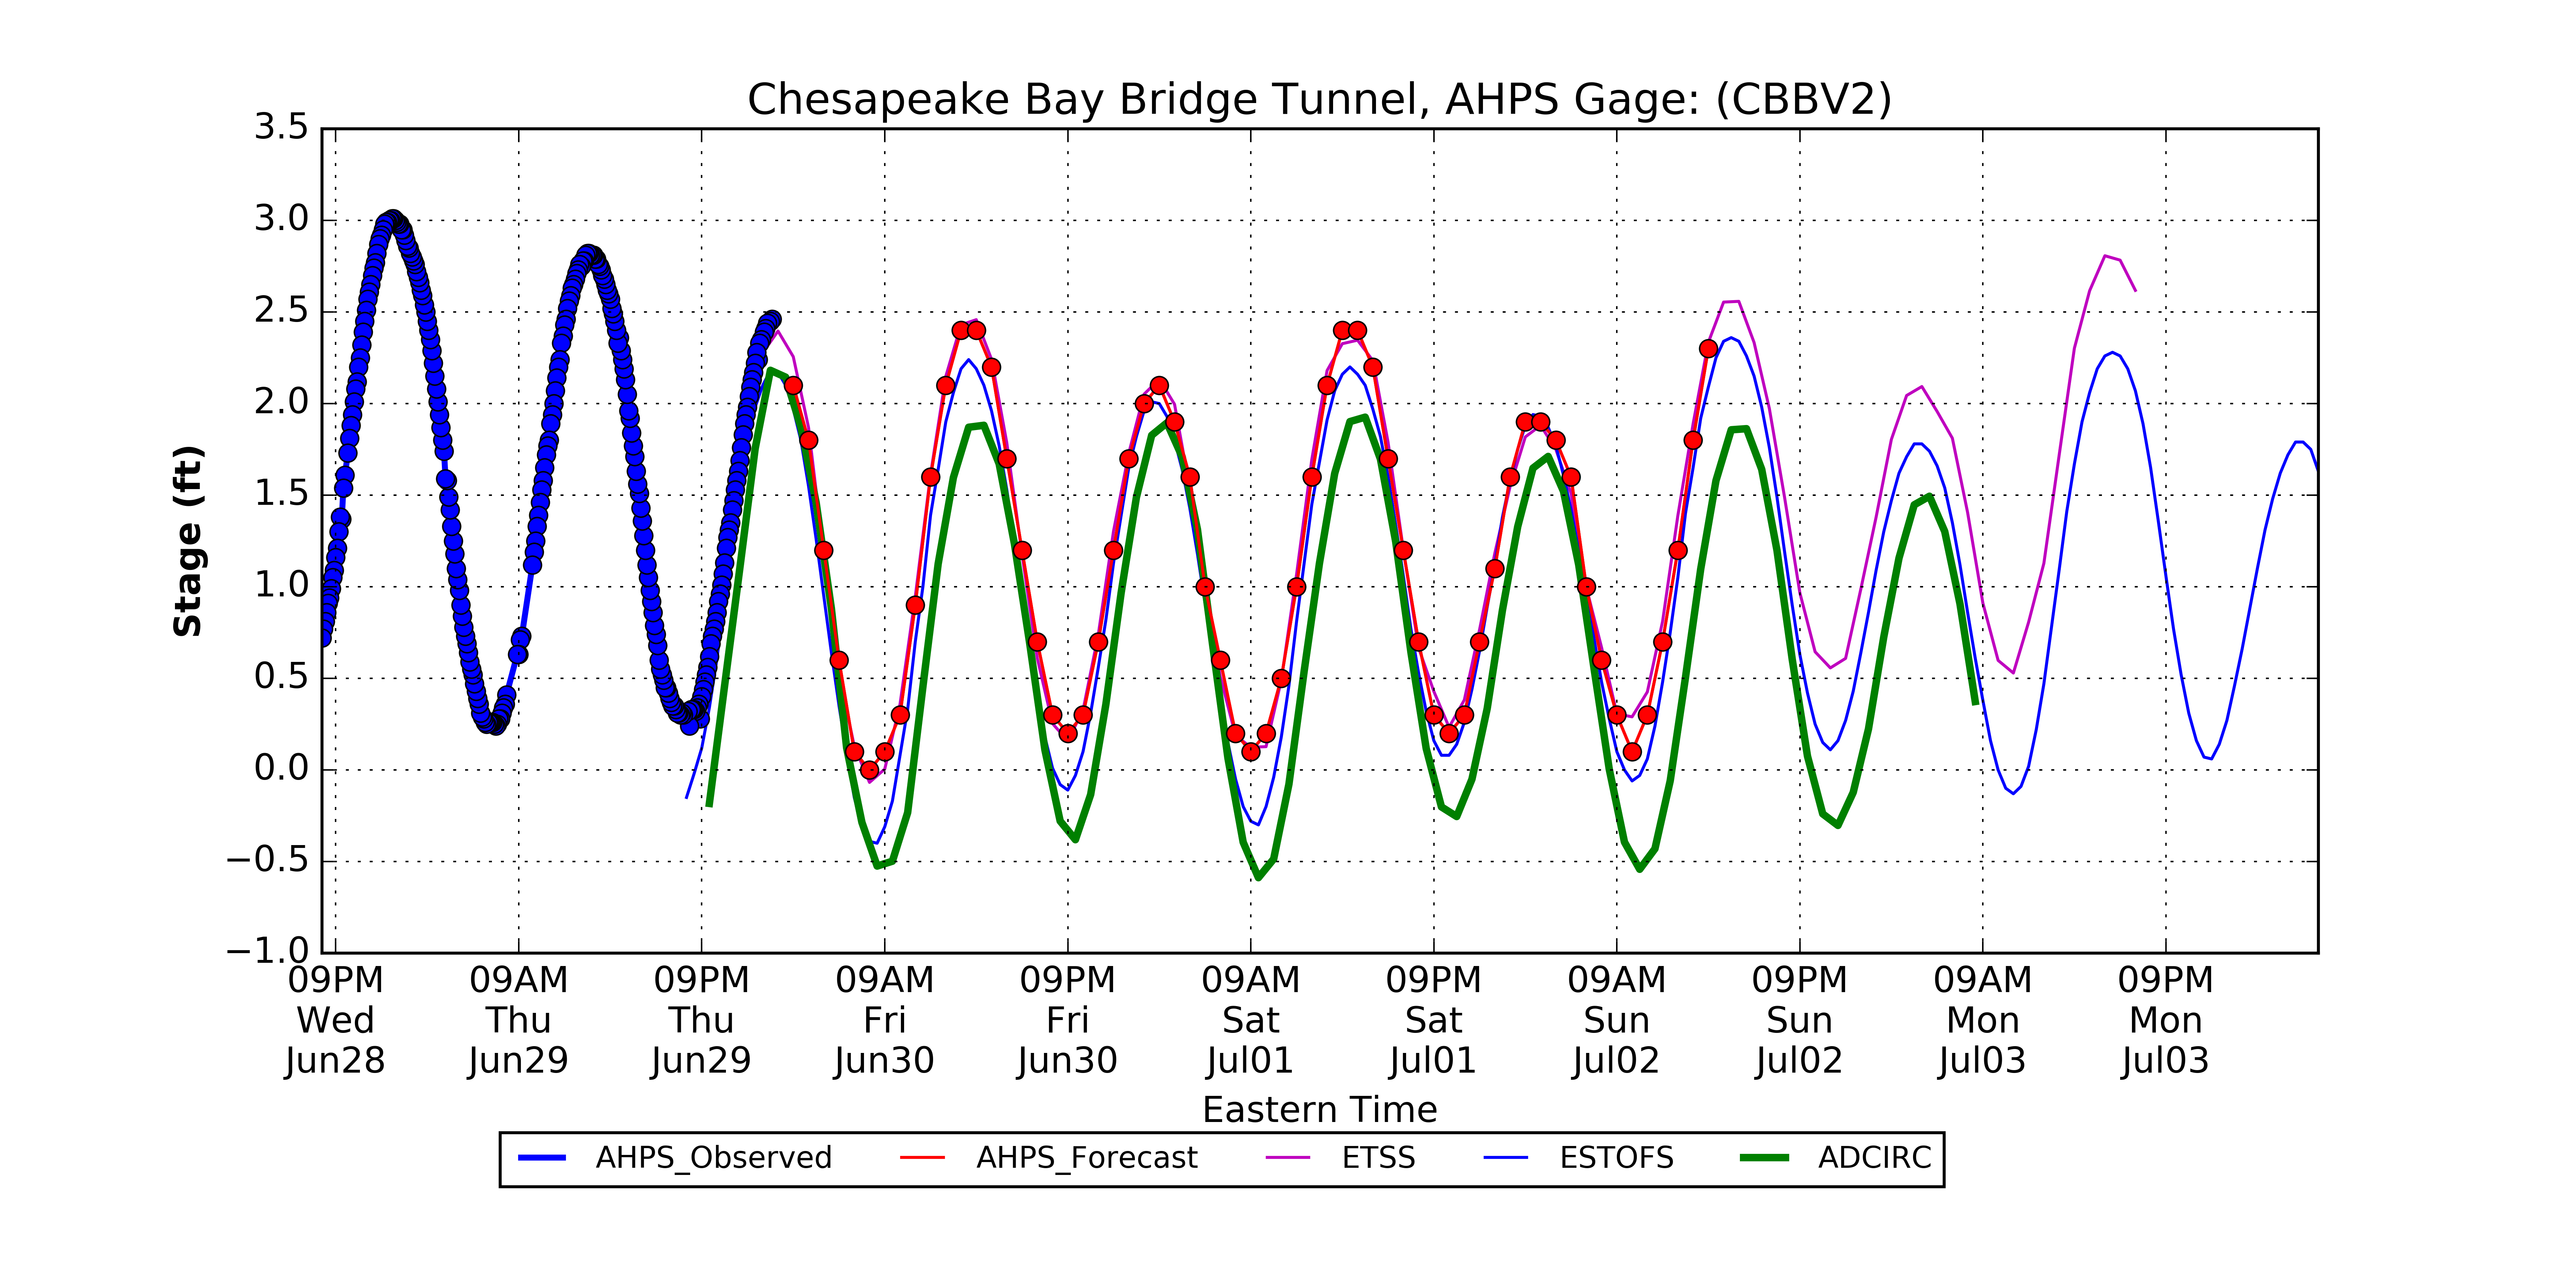 Chesapeake Bay Bridge Tunnel, AHPS Gage: (CBBV2)
3.5
3.0
2.5
2.0
1.5
1.0
0.5
0.0
−0.5
−1.0
Stage (ft)
09PM 09AM 09PM 09AM 09PM 09AM 09PM 09AM 09PM 09AM 09PM
Wed Thu Thu Fri Fri Sat Sat Sun Sun Mon Mon
Jun28 Jun29 Jun29 Jun30 Jun30 Jul01 Jul01 Jul02 Jul02 Jul03 Jul03
Eastern Time
AHPS_Observed AHPS_Forecast ETSS ESTOFS ADCIRC